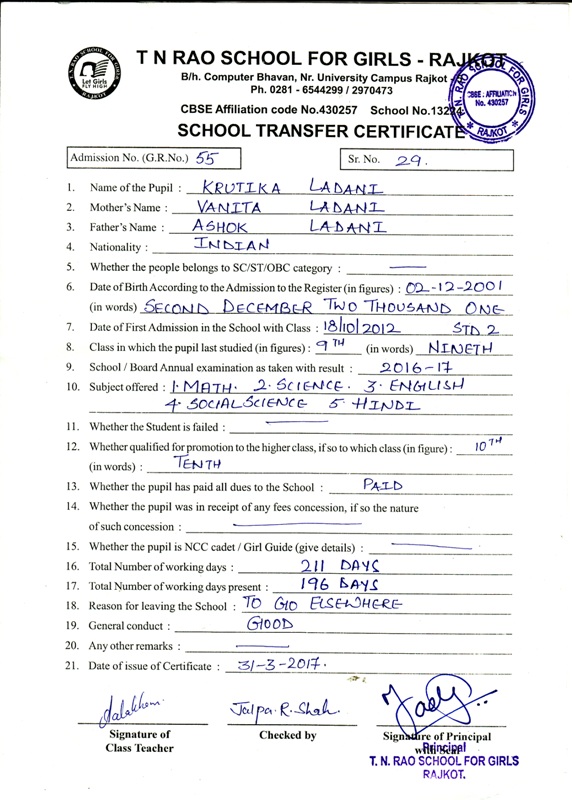 T. N. RAO SCHOOL FOR GIRLS
RAJKOT
Let Girls
FLY HIGH
T N RAO SCHOOL FOR GIRLS - RAJKOT
B/h. Computer Bhavan, Nr. University Campus Rajkot -
Ph. 0281 - 6544299 / 2970473
CBSE Affiliation code No.430257 School No.13224
T. N. RAO SCHOOL FOR GIRLS
CBSE : AFFILIATION
No. 430257
* RAJKOT *
SCHOOL TRANSFER CERTIFICATE
Admission No. (G.R.No.) 55 Sr. No. 29.
1. Name of the Pupil : KRUTIKA LADANI
2. Mother's Name : VANITA LADANI
3. Father's Name : ASHOK LADANI
4. Nationality : INDIAN
5. Whether the people belongs to SC/ST/OBC category :
6. Date of Birth According to the Admission to the Register (in figures) : 02-12-2001
(in words) SECOND DECEMBER TWO THOUSAND ONE
7. Date of First Admission in the School with Class : 18/10/2012 STD 2
8. Class in which the pupil last studied (in figures) : 9TH (in words) NINETH
9. School / Board Annual examination as taken with result : 2016-17
10. Subject offered : 1. MATH. 2. SCIENCE. 3. ENGLISH
4. SOCIAL SCIENCE 5. HINDI
11. Whether the Student is failed :
12. Whether qualified for promotion to the higher class, if so to which class (in figure) : 10TH
(in words) : TENTH
13. Whether the pupil has paid all dues to the School : PAID
14. Whether the pupil was in receipt of any fees concession, if so the nature
of such concession :
15. Whether the pupil is NCC cadet / Girl Guide (give details) :
16. Total Number of working days : 211 DAYS
17. Total Number of working days present : 196 DAYS
18. Reason for leaving the School : TO GO ELSEWHERE
19. General conduct : GOOD
20. Any other remarks :
21. Date of issue of Certificate : 31-3-2017.
Jalpa. R. Shah.
Signature of Class Teacher
Checked by
Signature of Principal
with Seal
Principal
T. N. RAO SCHOOL FOR GIRLS
RAJKOT.